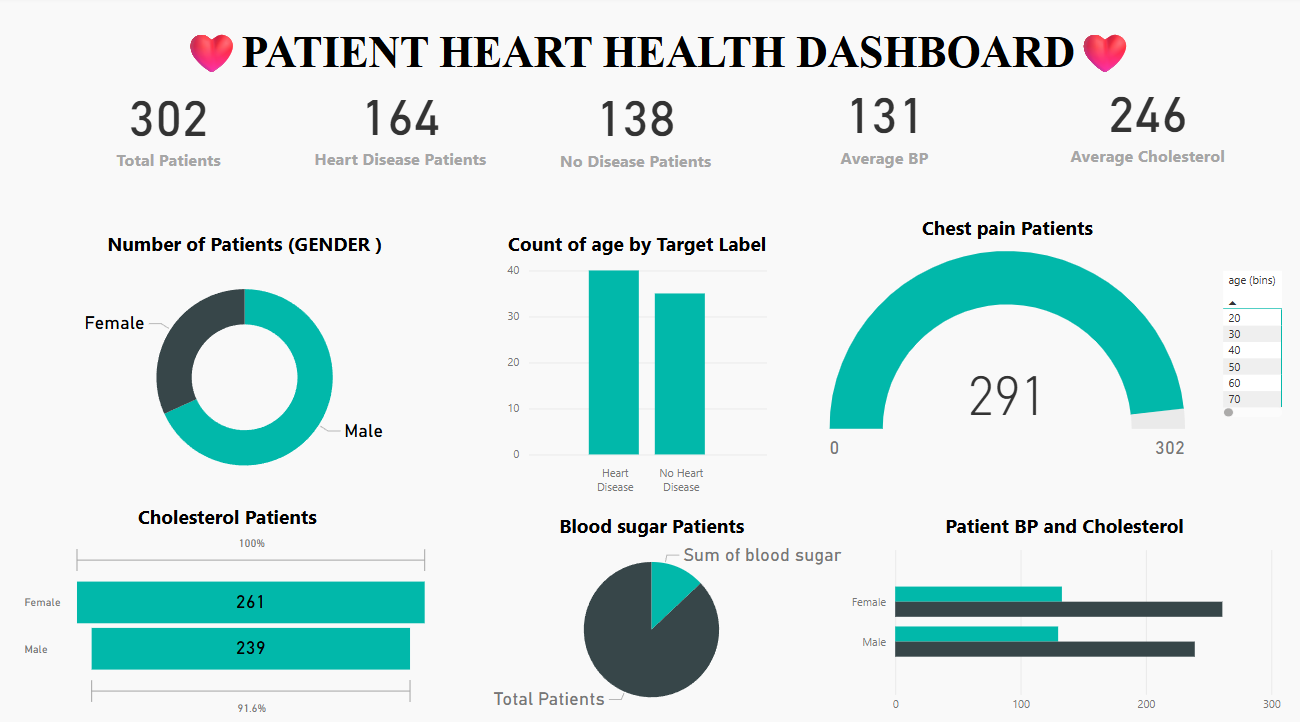 PATIENT HEART HEALTH DASHBOARD
302
Total Patients
164
Heart Disease Patients
138
No Disease Patients
131
Average BP
246
Average Cholesterol
Number of Patients (GENDER )
Female
Male
Count of age by Target Label
40
30
20
10
0
Heart
Disease
No Heart
Disease
Chest pain Patients
291
0
302
age (bins)
20
30
40
50
60
70
Cholesterol Patients
100%
Female
261
Male
239
91.6%
Blood sugar Patients
Sum of blood sugar
Total Patients
Patient BP and Cholesterol
Female
Male
0
100
200
300